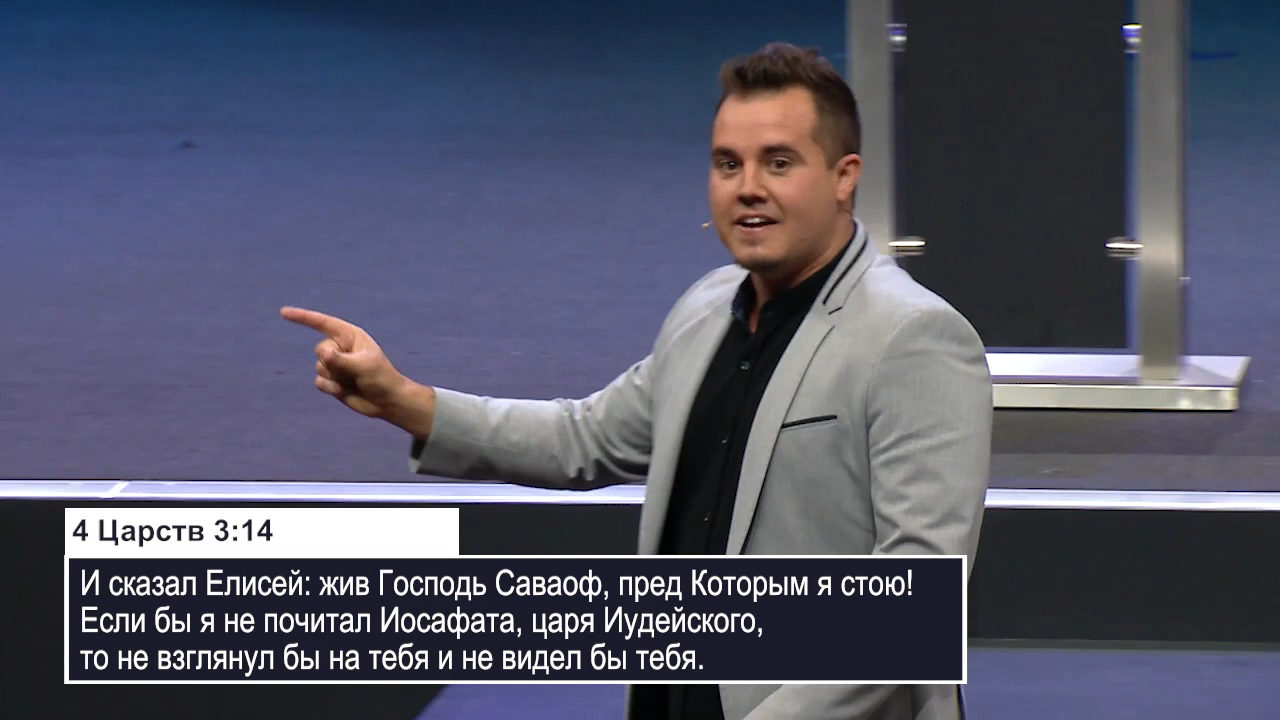 4 Царств 3:14
И сказал Елисей: жив Господь Саваоф, пред Которым я стою!
Если бы я не почитал Иосафата, царя Иудейского,
то не взглянул бы на тебя и не видел бы тебя.